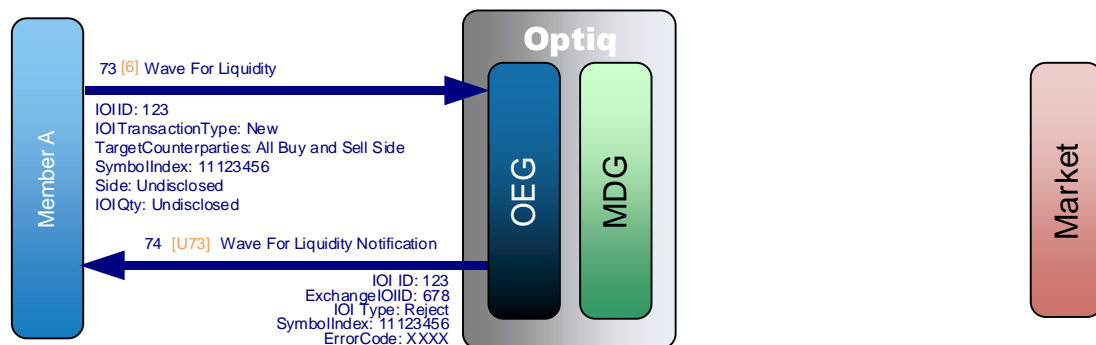 Optiq
73 [6] Wave For Liquidity
IOIID: 123
IOITransactionType: New
TargetCounterparties: All Buy and Sell Side
SymbolIndex: 11123456
Side: Undisclosed
IOIQty: Undisclosed
Member A
OEG
MDG
Market
74 [U73] Wave For Liquidity Notification
IOI ID: 123
ExchangeIOIID: 678
IOI Type: Reject
SymbolIndex: 11123456
ErrorCode: XXXX